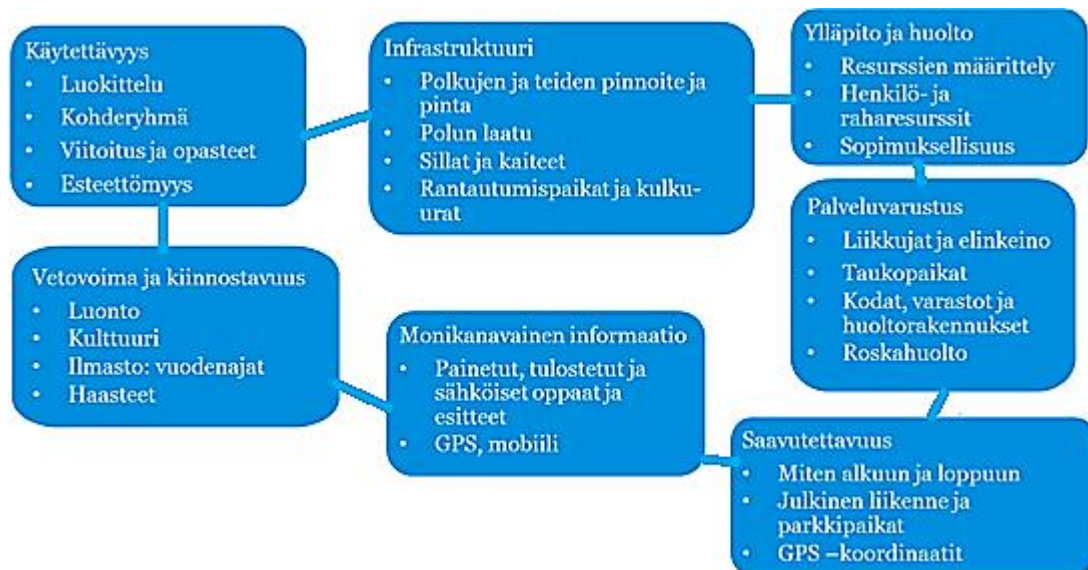 Käytettävyys
• Luokittelu
• Kohderyhmä
• Viitoitus ja opasteet
• Esteettömyys
Infrastruktuuri
• Polkujen ja teiden pinnoite ja
pinta
• Polun laatu
• Sillat ja kaiteet
• Rantautumispaikat ja kulku-
urat
Ylläpito ja huolto
• Resurssien määrittely
• Henkilö- ja
raharesurssit
• Sopimuksellisuus
Palveluvarustus
• Liikkujat ja elinkeino
• Taukopaikat
• Kodat, varastot ja
huoltorakennukset
• Roskahuolto
Vetovoima ja kiinnostavuus
• Luonto
• Kulttuuri
• Ilmasto: vuodenajat
• Haasteet
Monikanavainen informaatio
• Painetut, tulostetut ja
sähköiset oppaat ja
esitteet
• GPS, mobiili
Saavutettavuus
• Miten alkuun ja loppuun
• Julkinen liikenne ja
parkkipaikat
• GPS –koordinaatit